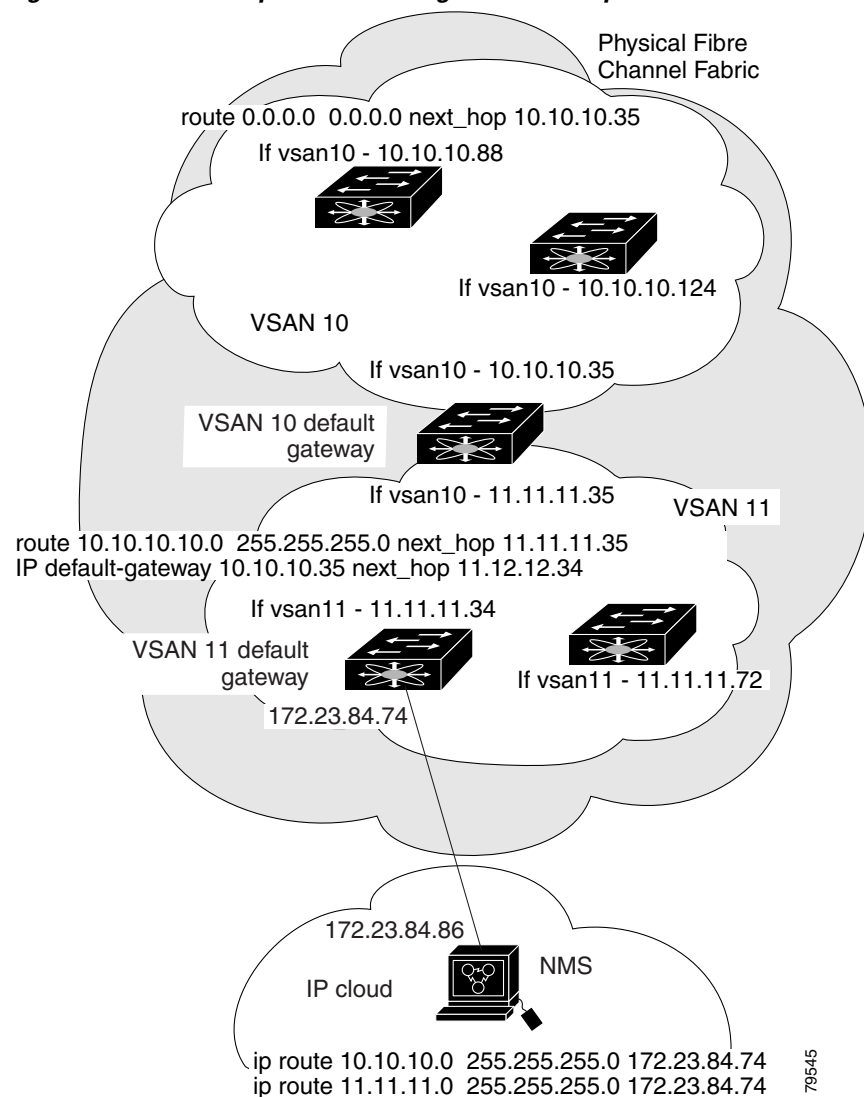 Physical Fibre
Channel Fabric
route 0.0.0.0 0.0.0.0 next_hop 10.10.10.35
If vsan10 - 10.10.10.88
If vsan10 - 10.10.10.124
VSAN 10
If vsan10 - 10.10.10.35
VSAN 10 default
gateway
If vsan10 - 11.11.11.35
VSAN 11
route 10.10.10.10.0 255.255.255.0 next_hop 11.11.11.35
IP default-gateway 10.10.10.35 next_hop 11.12.12.34
If vsan11 - 11.11.11.34
VSAN 11 default
gateway
If vsan11 - 11.11.11.72
172.23.84.74
172.23.84.86
NMS
IP cloud
ip route 10.10.10.0 255.255.255.0 172.23.84.74
ip route 11.11.11.0 255.255.255.0 172.23.84.74
79545